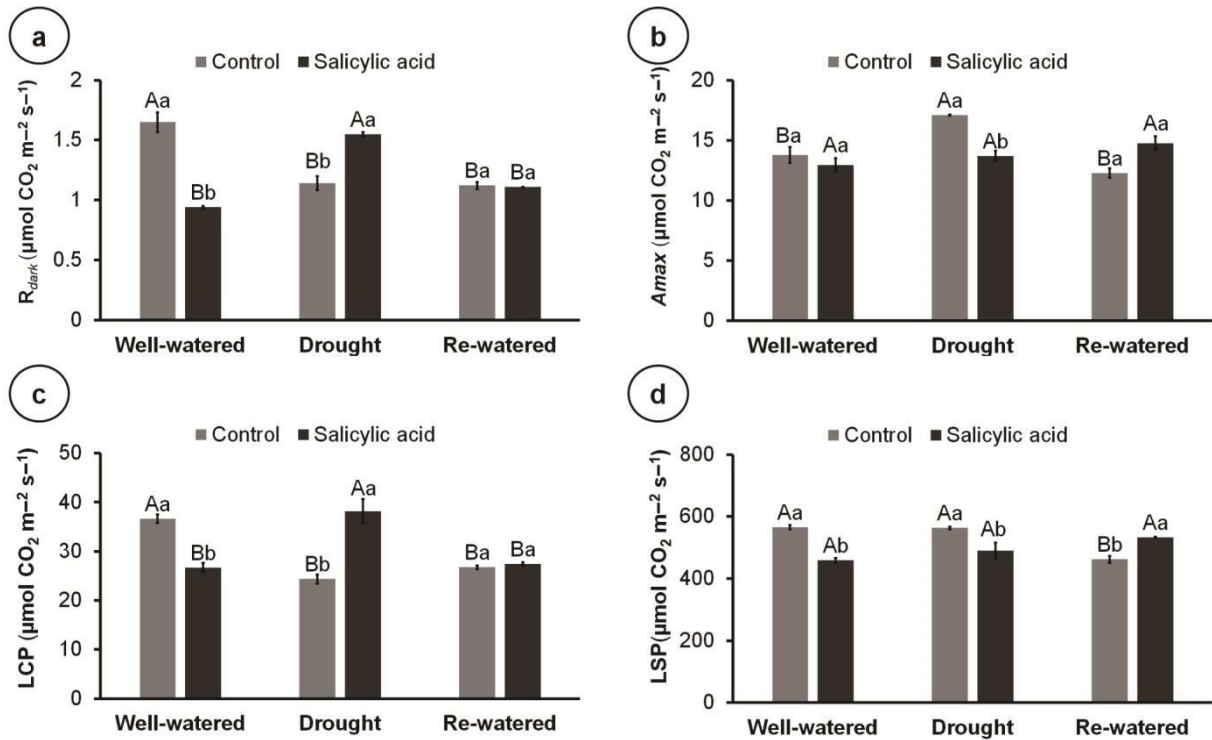 a
Control Salicylic acid
R_dark (µmol CO₂ m⁻² s⁻¹)
2
1.5
1
0.5
0
Aa
Bb
Bb
Aa
Ba
Ba
Well-watered Drought Re-watered
b
Control Salicylic acid
Amax (µmol CO₂ m⁻² s⁻¹)
20
15
10
5
0
Ba
Aa
Aa
Ab
Ba
Aa
Well-watered Drought Re-watered
c
Control Salicylic acid
LCP (µmol CO₂ m⁻² s⁻¹)
50
40
30
20
10
0
Aa
Bb
Bb
Aa
Ba
Ba
Well-watered Drought Re-watered
d
Control Salicylic acid
LSP(µmol CO₂ m⁻² s⁻¹)
800
600
400
200
0
Aa
Ab
Aa
Ab
Bb
Aa
Well-watered Drought Re-watered